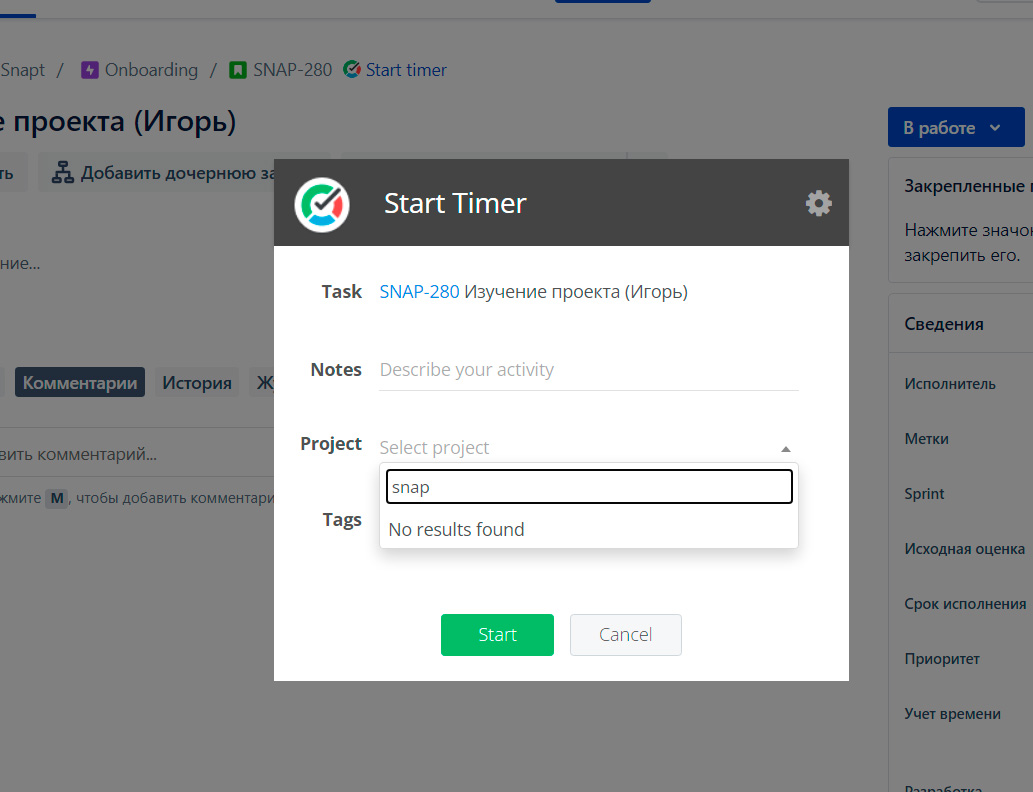 Snapt / Onboarding / SNAP-280 Start timer
е проекта (Игорь)
В работе
ть
Добавить дочернюю за
Закрепленные
Нажмите значок
закрепить его.
Start Timer
ние...
Task SNAP-280 Изучение проекта (Игорь)
Сведения
Notes Describe your activity
Комментарии История Ж
Исполнитель
Project Select project
Метки
вить комментарий...
snap
Sprint
жмите M, чтобы добавить комментари
Tags
No results found
Исходная оценка
Срок исполнения
Start Cancel
Приоритет
Учет времени
Разработка